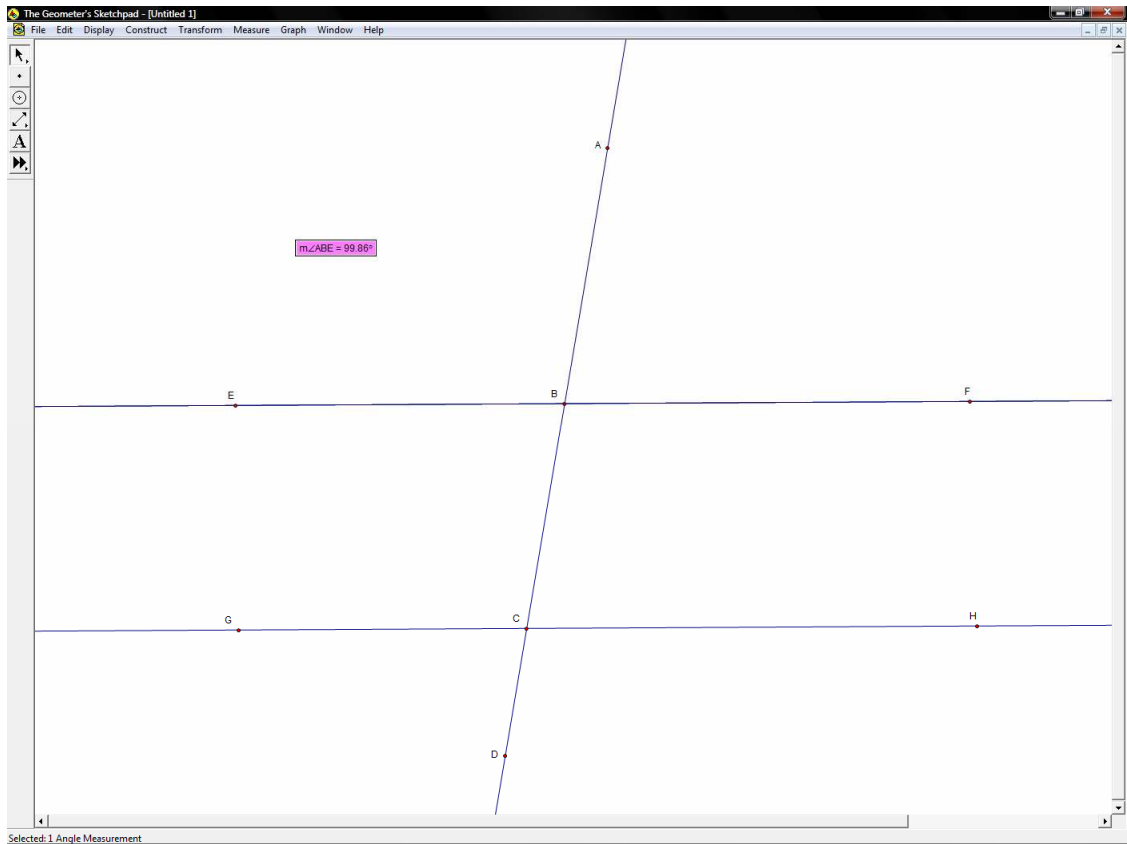 The Geometer's Sketchpad - [Untitled 1]
File Edit Display Construct Transform Measure Graph Window Help
A
A
m∠ABE = 99.86°
E
B
F
G
C
H
D
Selected: 1 Angle Measurement